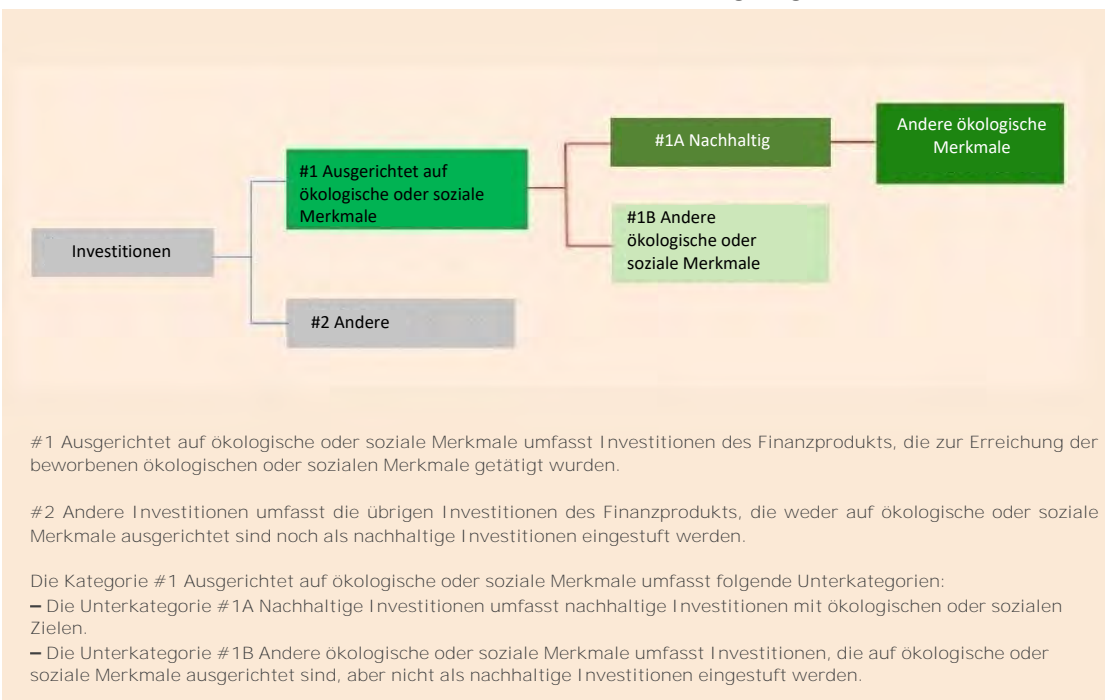 Investitionen
#1 Ausgerichtet auf
ökologische oder soziale
Merkmale
#2 Andere
#1A Nachhaltig
#1B Andere
ökologische oder
soziale Merkmale
Andere ökologische
Merkmale
#1 Ausgerichtet auf ökologische oder soziale Merkmale umfasst Investitionen des Finanzprodukts, die zur Erreichung der
beworbenen ökologischen oder sozialen Merkmale getätigt wurden.
#2 Andere Investitionen umfasst die übrigen Investitionen des Finanzprodukts, die weder auf ökologische oder soziale
Merkmale ausgerichtet sind noch als nachhaltige Investitionen eingestuft werden.
Die Kategorie #1 Ausgerichtet auf ökologische oder soziale Merkmale umfasst folgende Unterkategorien:
– Die Unterkategorie #1A Nachhaltige Investitionen umfasst nachhaltige Investitionen mit ökologischen oder sozialen
Zielen.
– Die Unterkategorie #1B Andere ökologische oder soziale Merkmale umfasst Investitionen, die auf ökologische oder
soziale Merkmale ausgerichtet sind, aber nicht als nachhaltige Investitionen eingestuft werden.